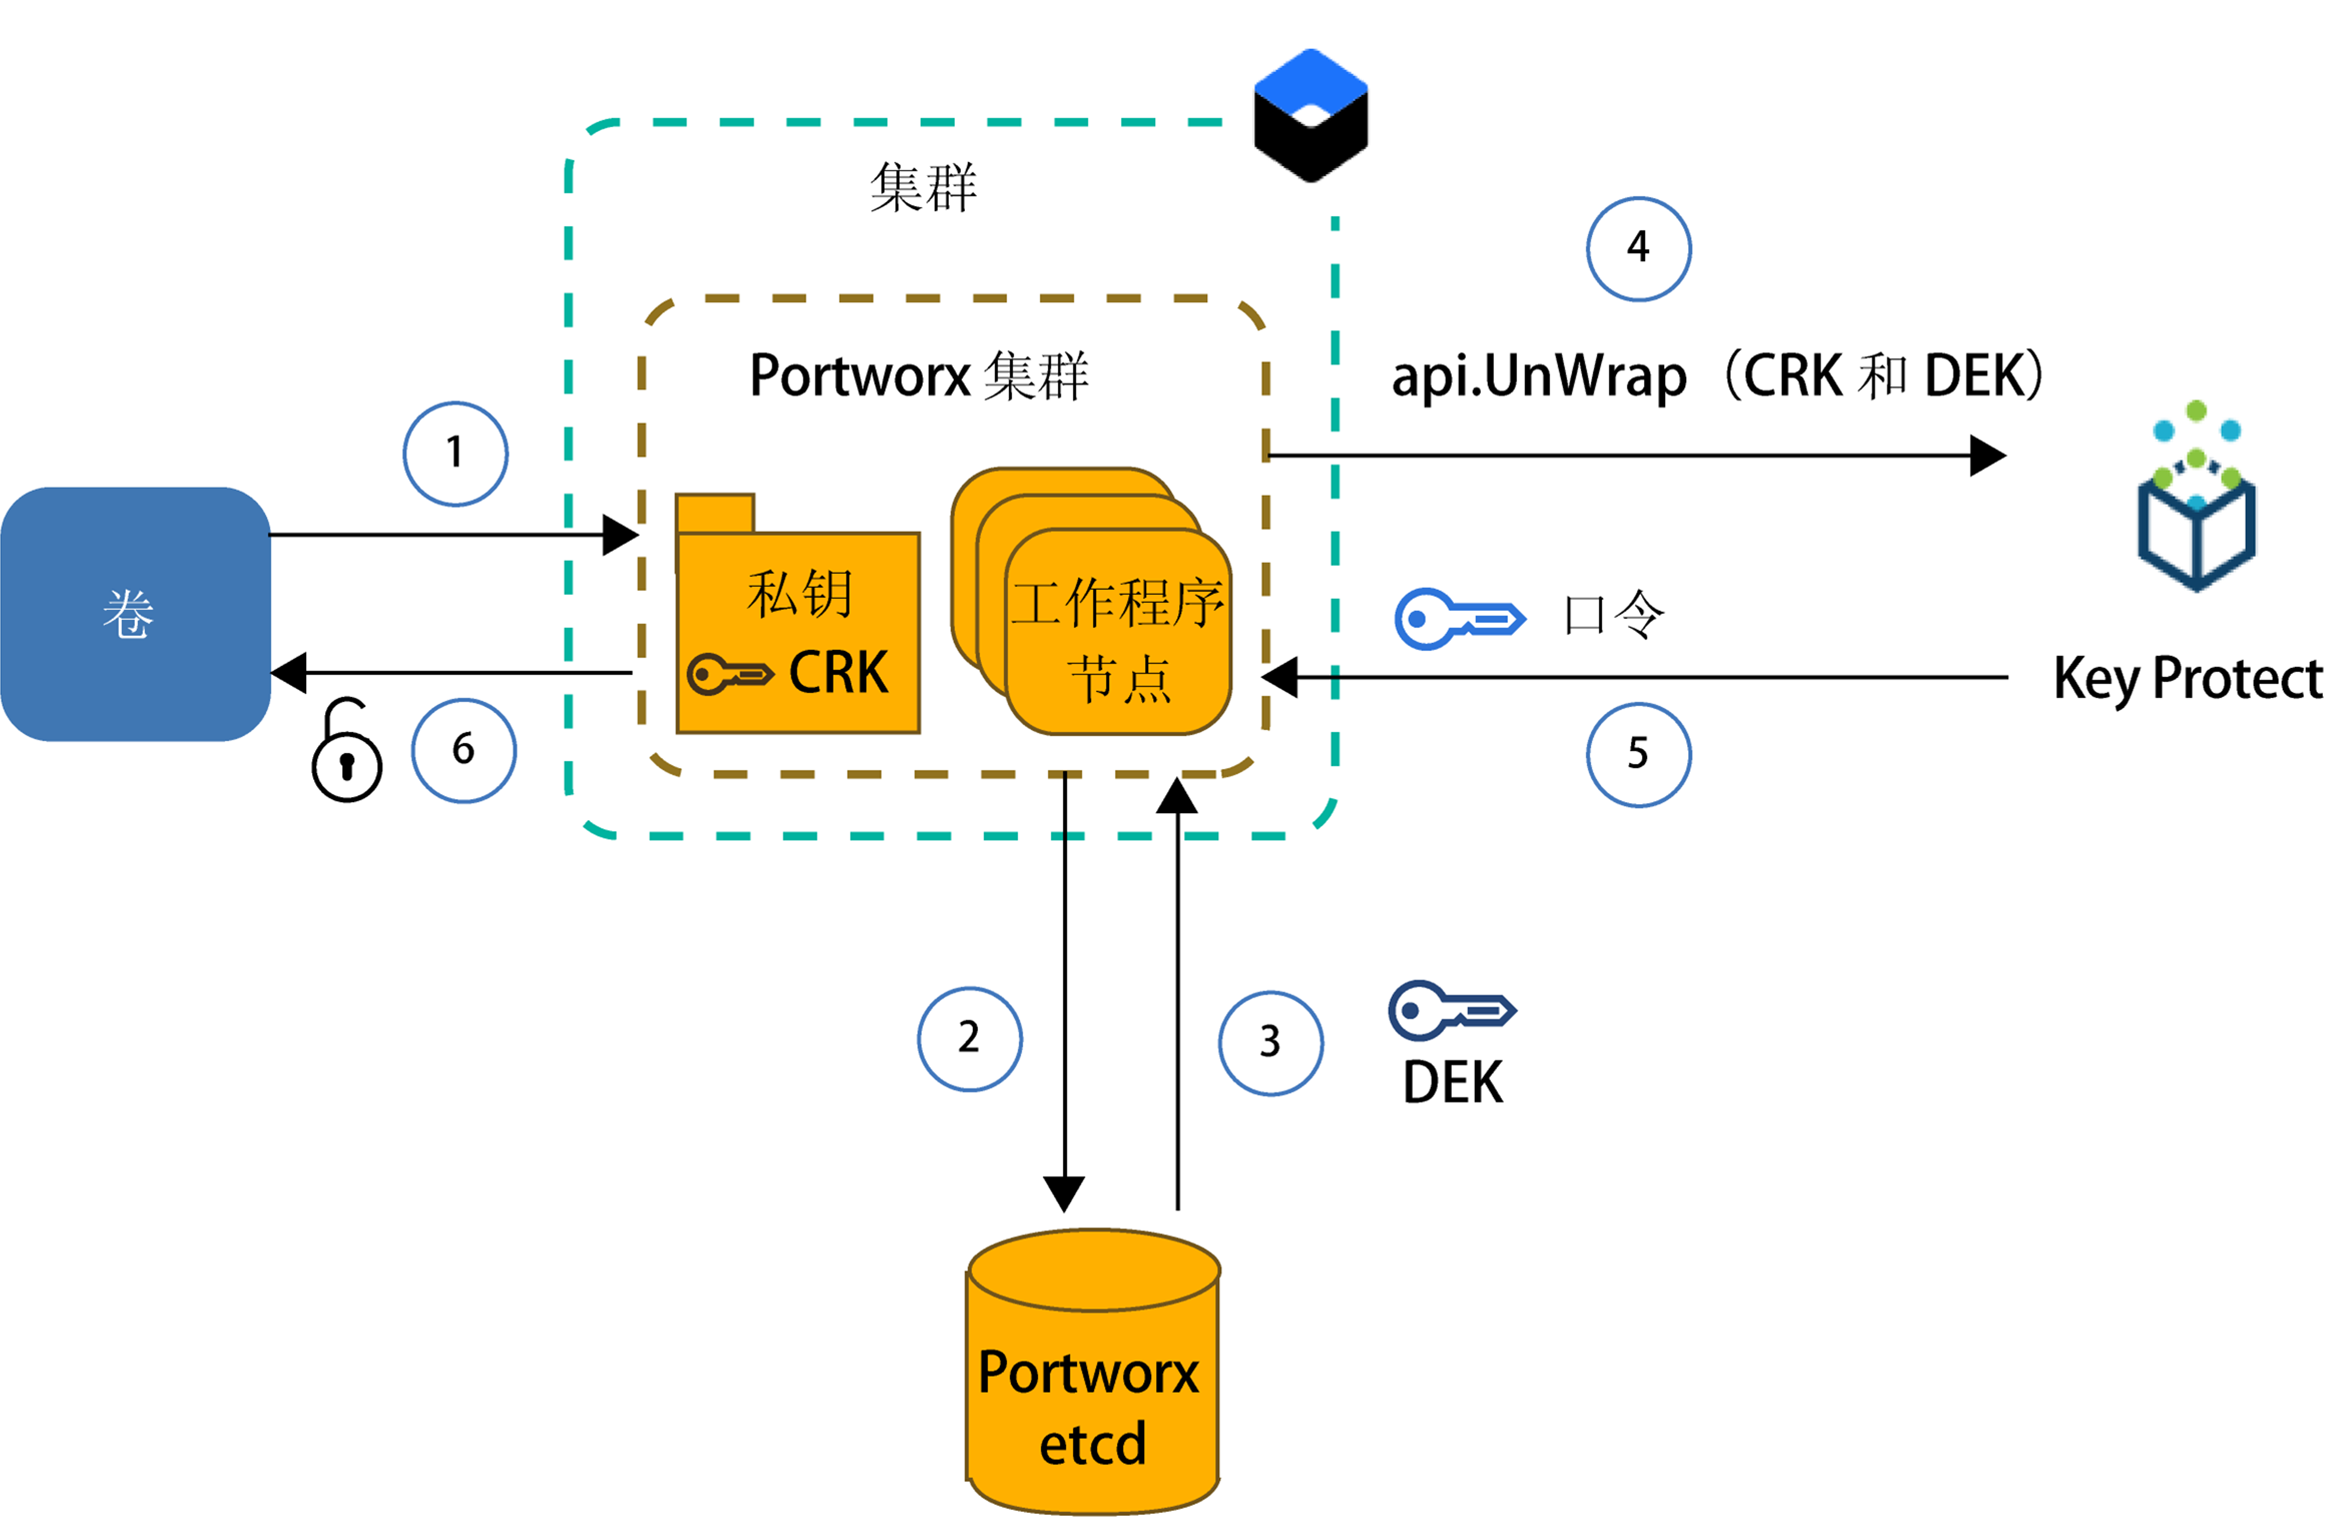 集群
4
Portworx 集群
api.UnWrap（CRK 和 DEK）
1
卷
私钥
CRK
工作程序
节点
口令
Key Protect
6
5
2
3
DEK
Portworx
etcd